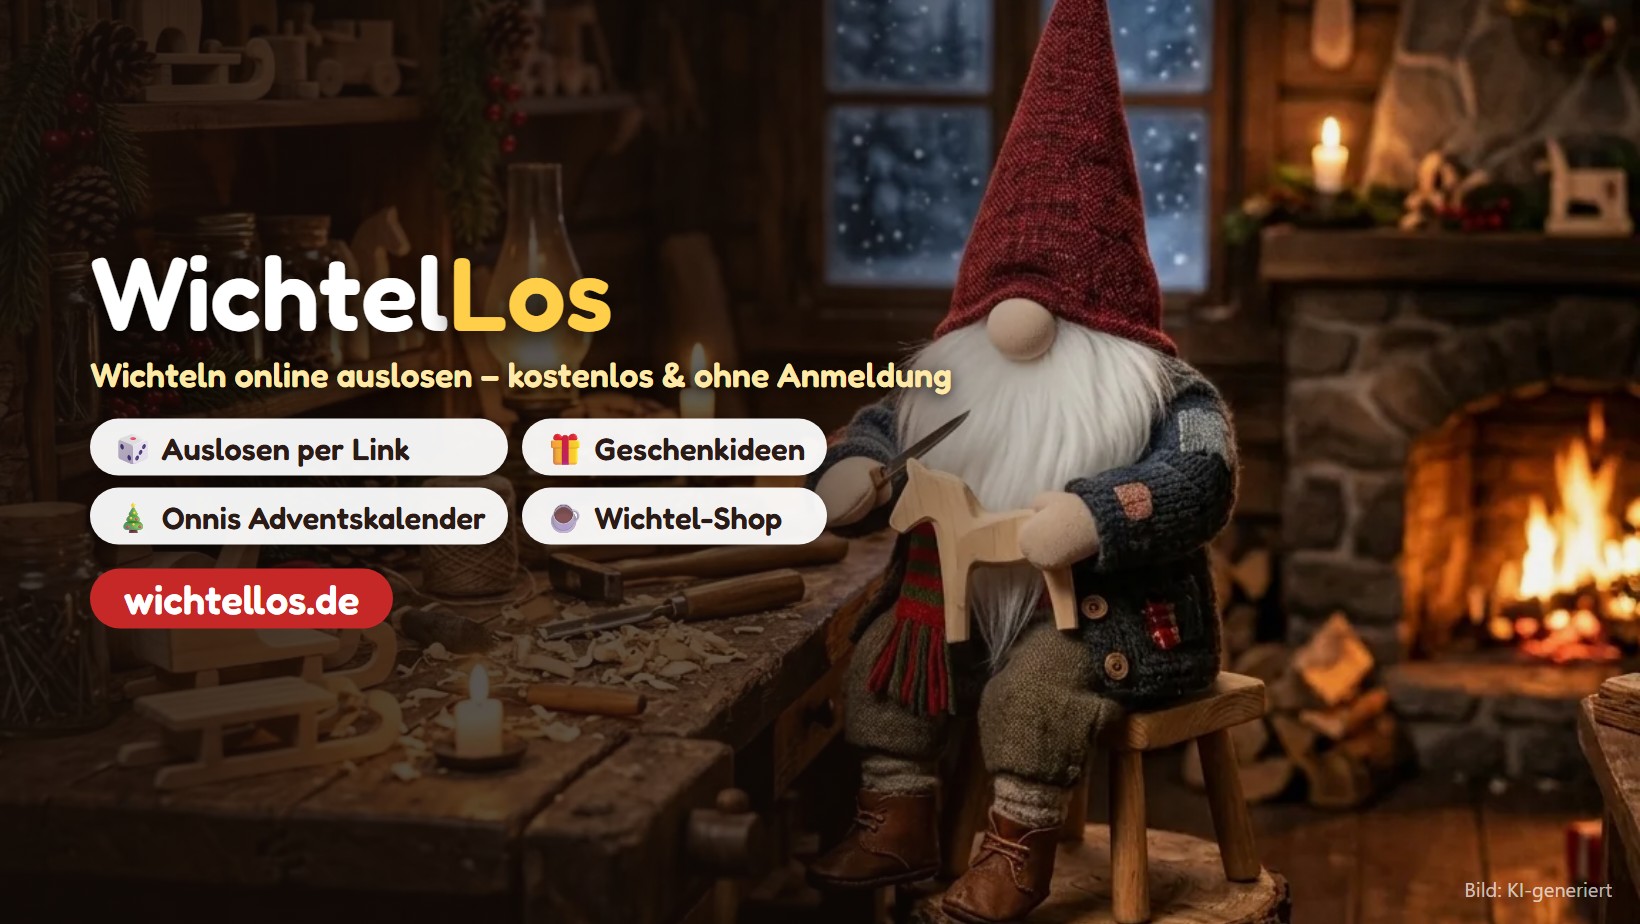 WichtelLos
Wichteln online auslosen – kostenlos & ohne Anmeldung
Auslosen per Link
Geschenkideen
Onnis Adventskalender
Wichtel-Shop
wichtellos.de
Bild: KI-generiert